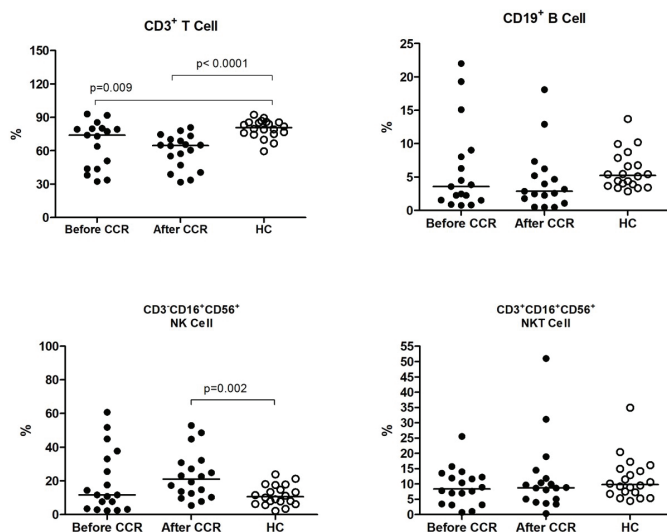 CD3+ T Cell
150
120
90
60
30
0
%
p< 0.0001
p=0.009
Before CCR After CCR HC
CD19+ B Cell
25
20
15
10
5
0
%
Before CCR After CCR HC
CD3-CD16+CD56+
NK Cell
100
80
60
40
20
0
%
p=0.002
Before CCR After CCR HC
CD3+CD16+CD56+
NKT Cell
55
50
45
40
35
30
25
20
15
10
5
0
%
Before CCR After CCR HC